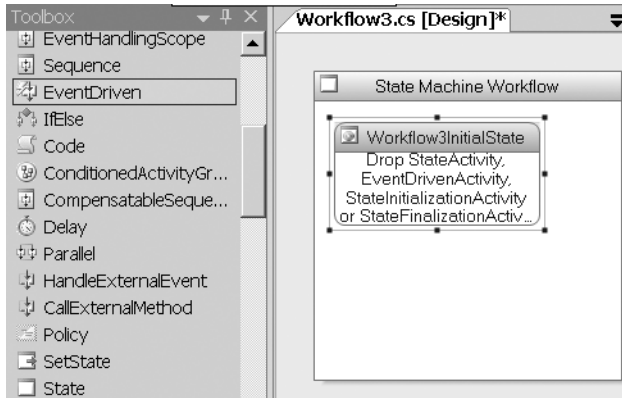 Toolbox
EventHandlingScope
Sequence
EventDriven
IfElse
Code
ConditionedActivityGr...
CompensatableSeque...
Delay
Parallel
HandleExternalEvent
CallExternalMethod
Policy
SetState
State
Workflow3.cs [Design]*
State Machine Workflow
Workflow3InitialState
Drop StateActivity,
EventDrivenActivity,
StateInitializationActivity
or StateFinalizationActiv...